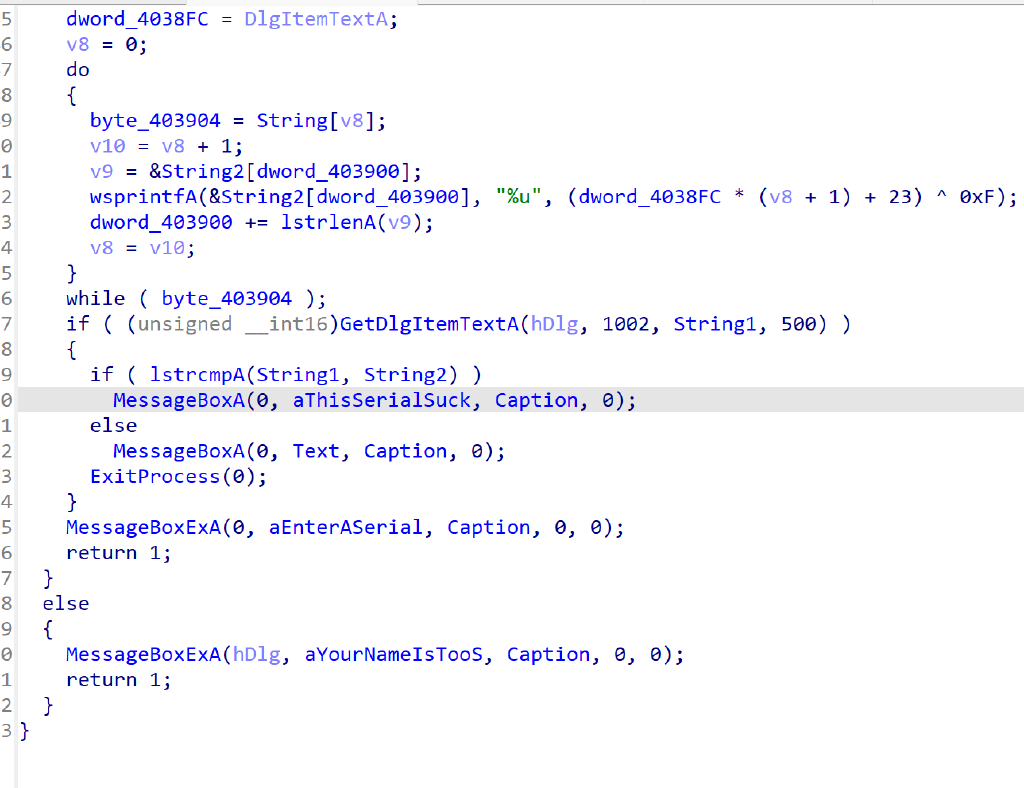 5 dword_4038FC = DlgItemTextA;
6 v8 = 0;
7 do
8 {
9 byte_403904 = String[v8];
0 v10 = v8 + 1;
1 v9 = &String2[dword_403900];
2 wsprintfA(&String2[dword_403900], "%u", (dword_4038FC * (v8 + 1) + 23) ^ 0xF);
3 dword_403900 += lstrlenA(v9);
4 v8 = v10;
5 }
6 while ( byte_403904 );
7 if ( (unsigned __int16)GetDlgItemTextA(hDlg, 1002, String1, 500) )
8 {
9 if ( lstrcmpA(String1, String2) )
0 MessageBoxA(0, aThisSerialSuck, Caption, 0);
1 else
2 MessageBoxA(0, Text, Caption, 0);
3 ExitProcess(0);
4 }
5 MessageBoxExA(0, aEnterASerial, Caption, 0, 0);
6 return 1;
7 }
8 else
9 {
0 MessageBoxExA(hDlg, aYourNameIsTooS, Caption, 0, 0);
1 return 1;
2 }
3 }